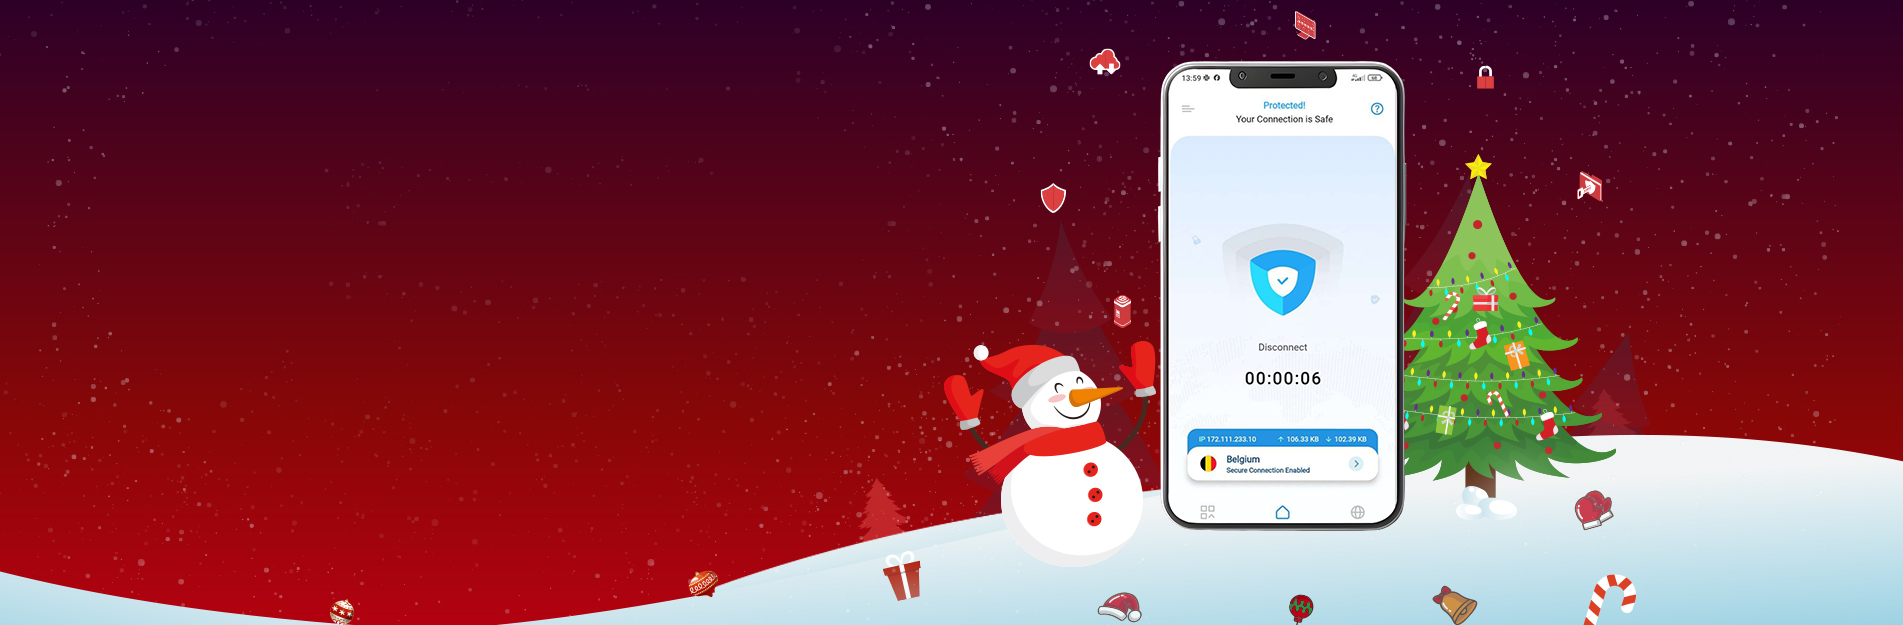 13:59
Protected!
Your Connection is Safe
Disconnect
00:00:06
IP 172.111.233.10 ↑ 106.33 KB ↓ 102.39 KB
Belgium
Secure Connection Enabled